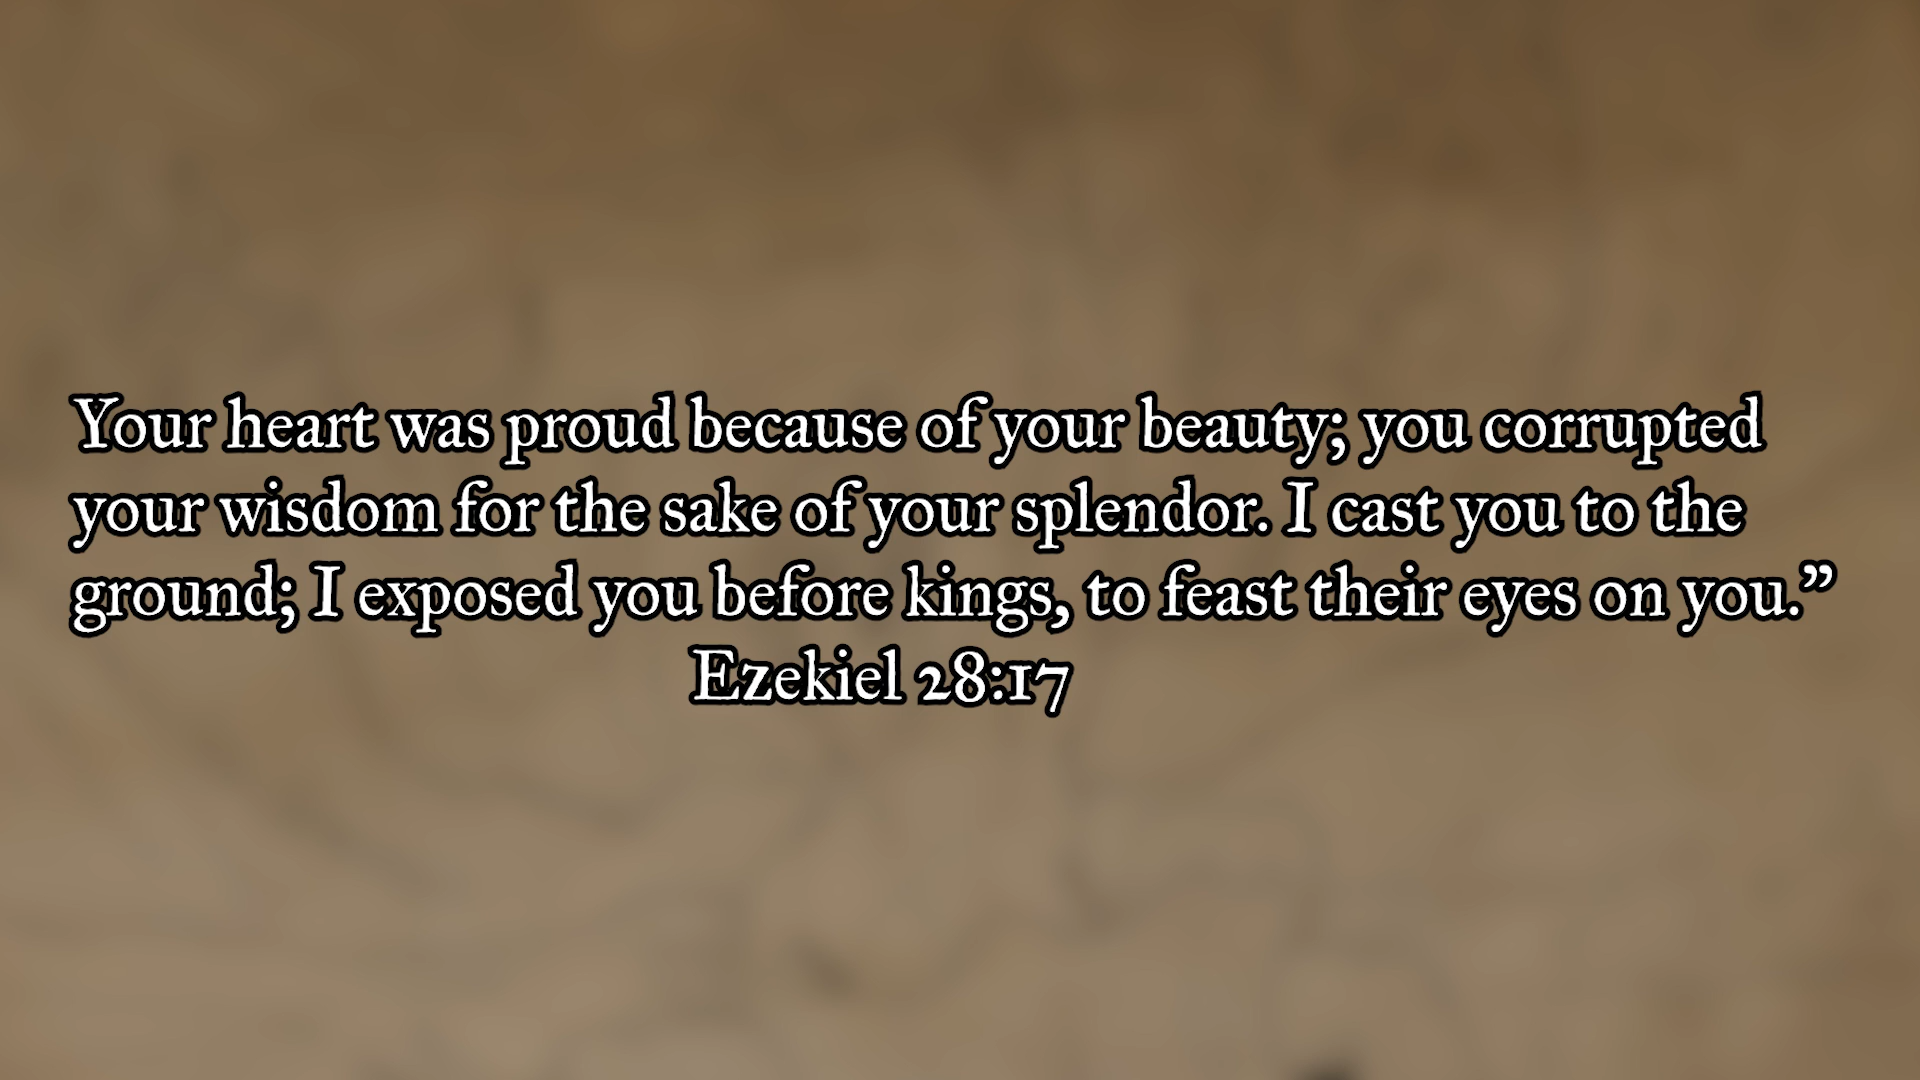 Your heart was proud because of your beauty; you corrupted
your wisdom for the sake of your splendor. I cast you to the
ground; I exposed you before kings, to feast their eyes on you.”
Ezekiel 28:17